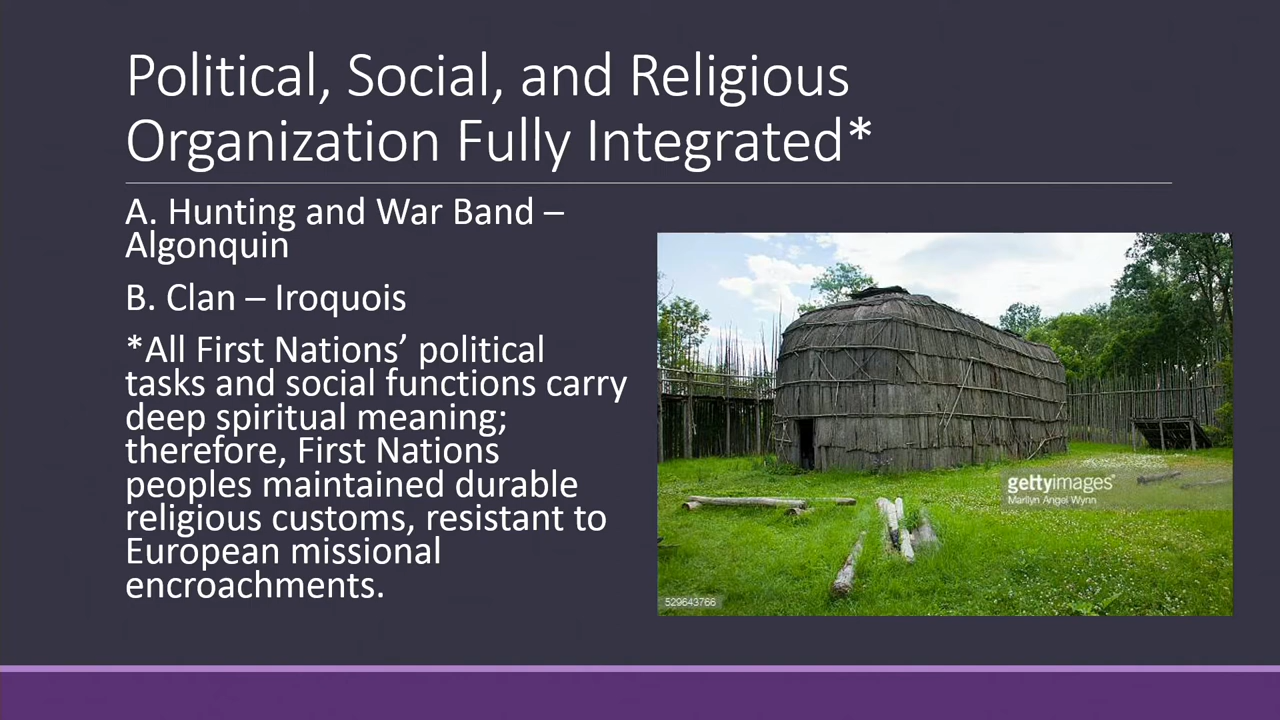 Political, Social, and Religious
Organization Fully Integrated*
A. Hunting and War Band –
Algonquin
B. Clan – Iroquois
*All First Nations’ political
tasks and social functions carry
deep spiritual meaning;
therefore, First Nations
peoples maintained durable
religious customs, resistant to
European missional
encroachments.
gettyimages®
Marilyn Angel Wynn
529643766